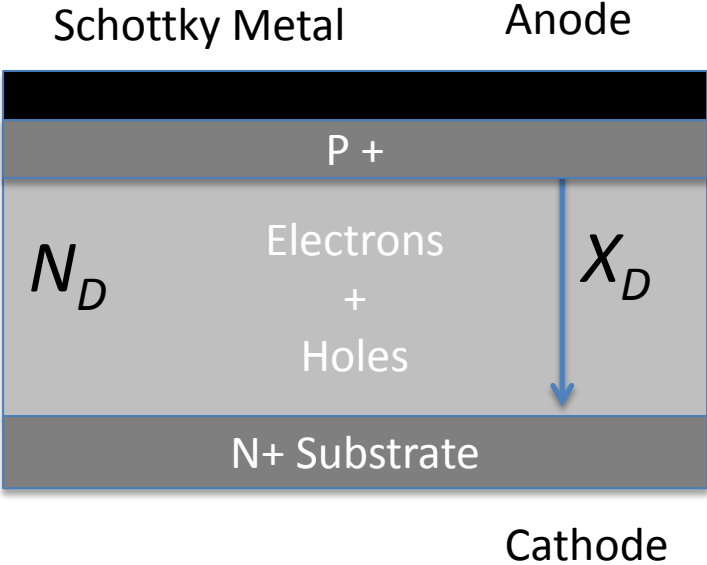 Schottky Metal
Anode
P +
N_D
Electrons
+
Holes
X_D
N+ Substrate
Cathode